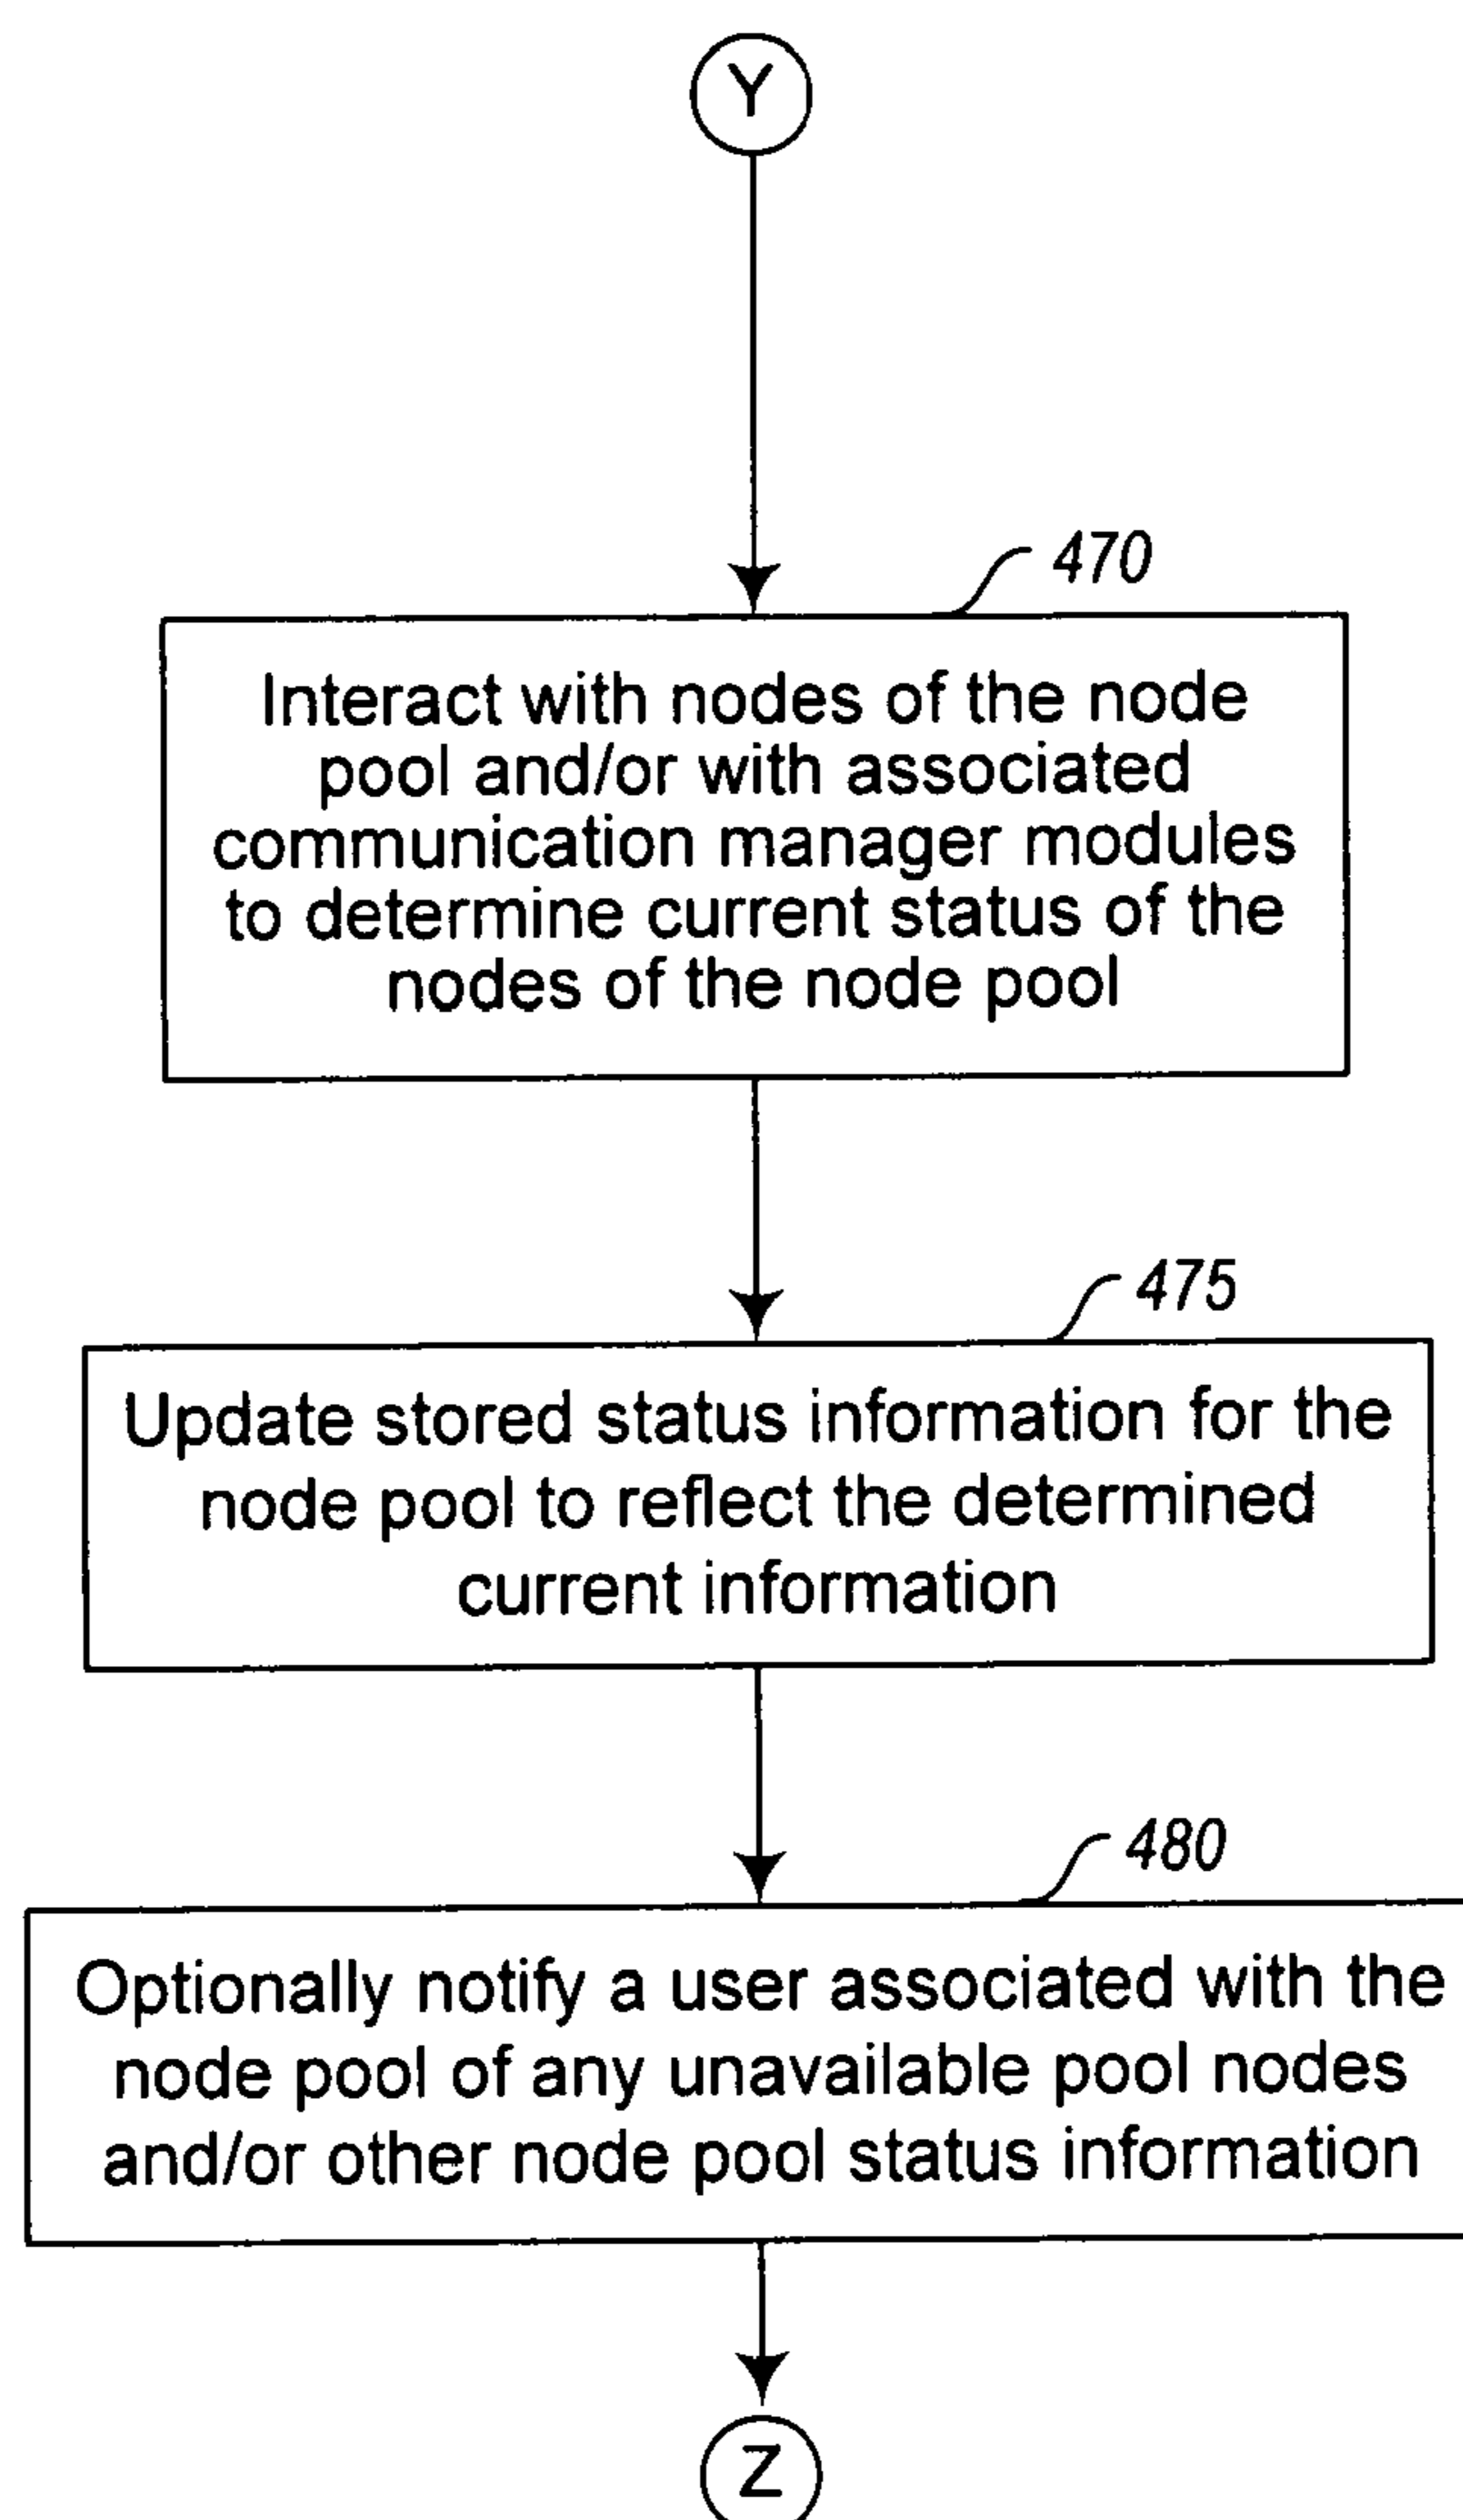 Y
470
Interact with nodes of the node
pool and/or with associated
communication manager modules
to determine current status of the
nodes of the node pool
475
Update stored status information for the
node pool to reflect the determined
current information
480
Optionally notify a user associated with the
node pool of any unavailable pool nodes
and/or other node pool status information
Z